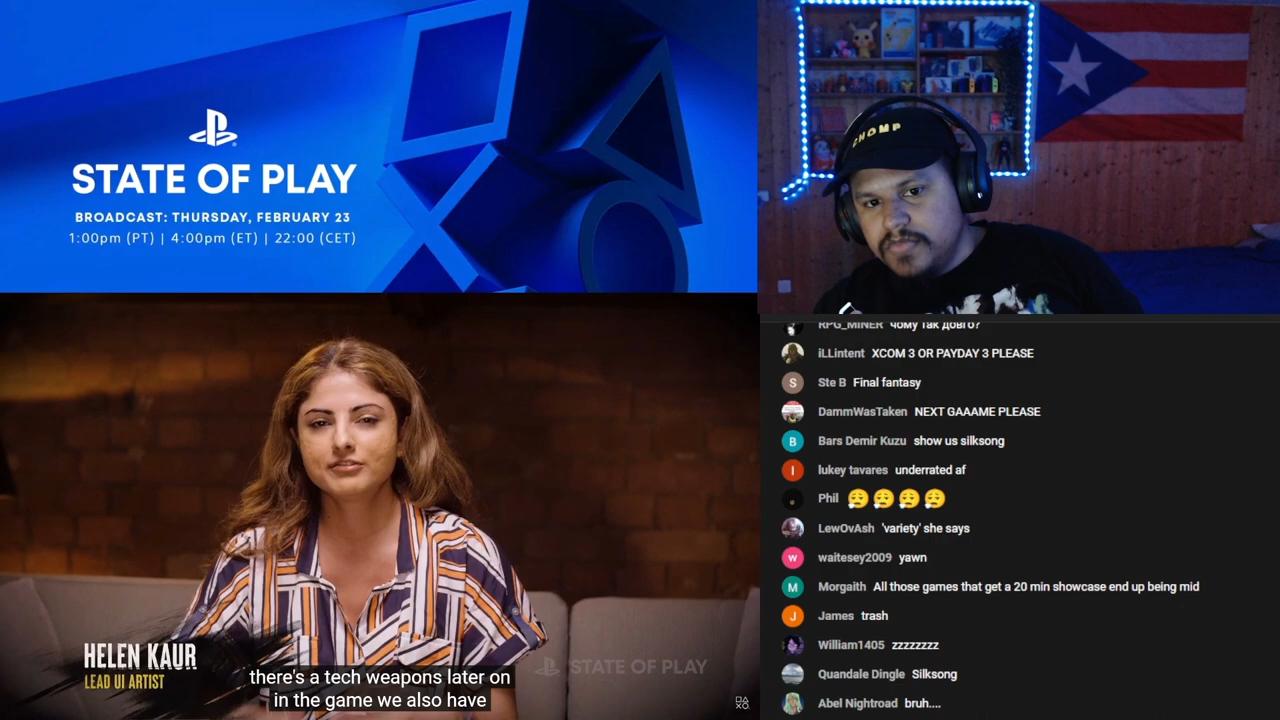 STATE OF PLAY
BROADCAST: THURSDAY, FEBRUARY 23
1:00pm (PT) | 4:00pm (ET) | 22:00 (CET)
CHOMP
RPG_MINER чому так довго?
iLLintent XCOM 3 OR PAYDAY 3 PLEASE
S Ste B Final fantasy
DammWasTaken NEXT GAAAME PLEASE
B Bars Demir Kuzu show us silksong
l lukey tavares underrated af
Phil 😮‍💨😮‍💨😮‍💨😮‍💨
LewOvAsh 'variety' she says
w waitesey2009 yawn
M Morgaith All those games that get a 20 min showcase end up being mid
J James trash
William1405 zzzzzzzz
Quandale Dingle Silksong
Abel Nightroad bruh....
HELEN KAUR
LEAD UI ARTIST
STATE OF PLAY
there's a tech weapons later on
in the game we also have